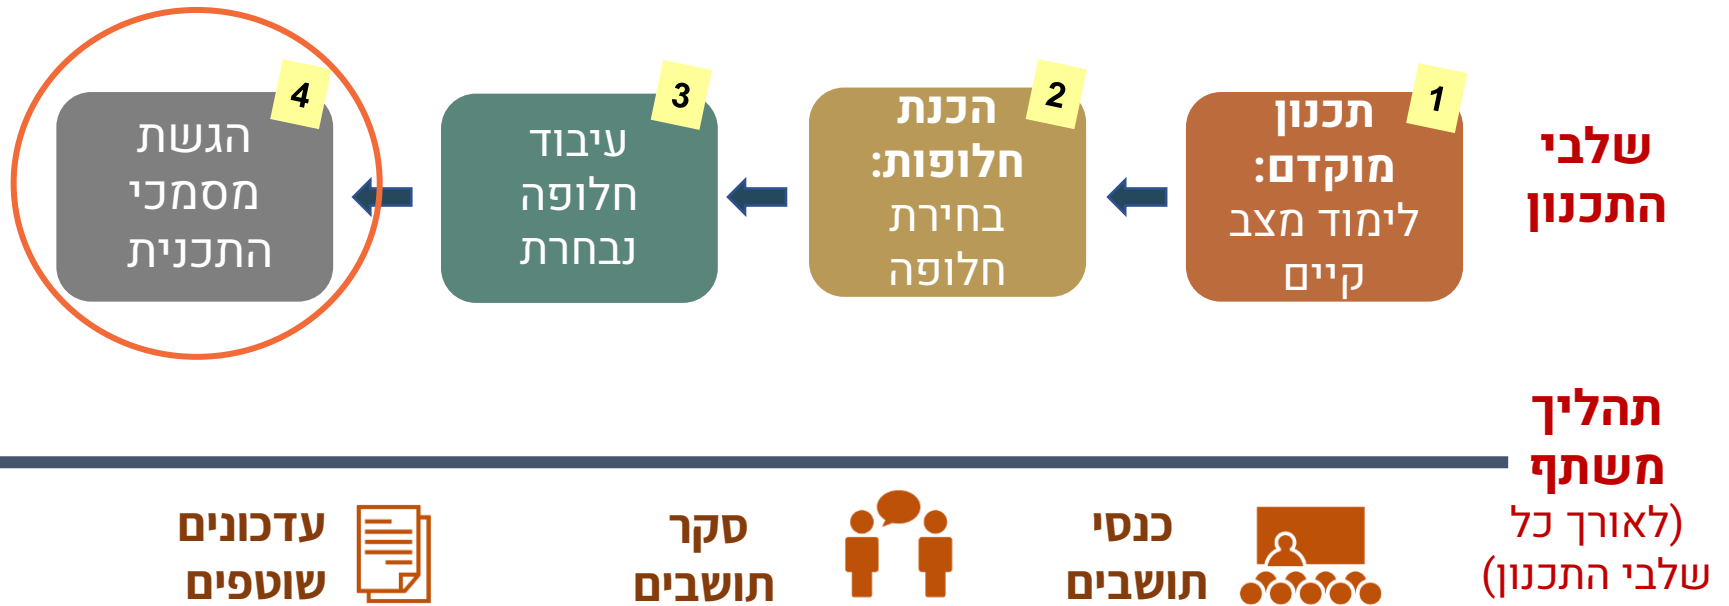 שלבי
התכנון
1
תכנון
מוקדם:
לימוד מצב
קיים
2
הכנת
חלופות:
בחירת
חלופה
3
עיבוד
חלופה
נבחרת
4
הגשת
מסמכי
התכנית
תהליך
משתף
(לאורך כל
שלבי התכנון)
כנסי
תושבים
סקר
תושבים
עדכונים
שוטפים